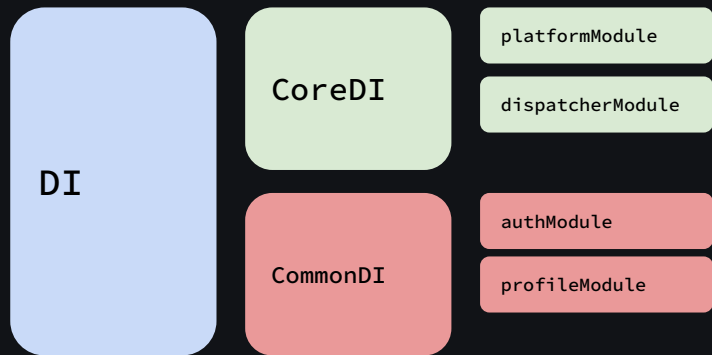 DI
CoreDI
platformModule
dispatcherModule
CommonDI
authModule
profileModule